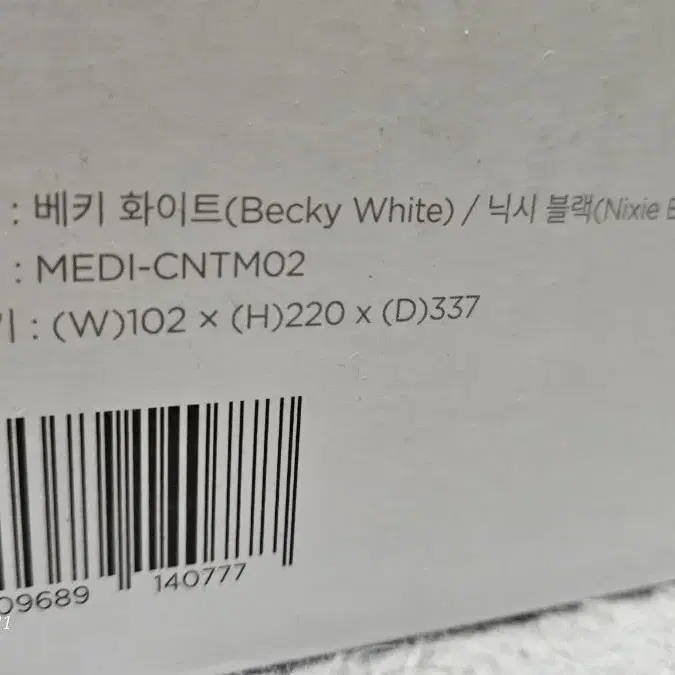 : 베키 화이트(Becky White) / 닉시 블랙(Nixie
: MEDI-CNTM02
: (W)102 × (H)220 x (D)337
09689 140777